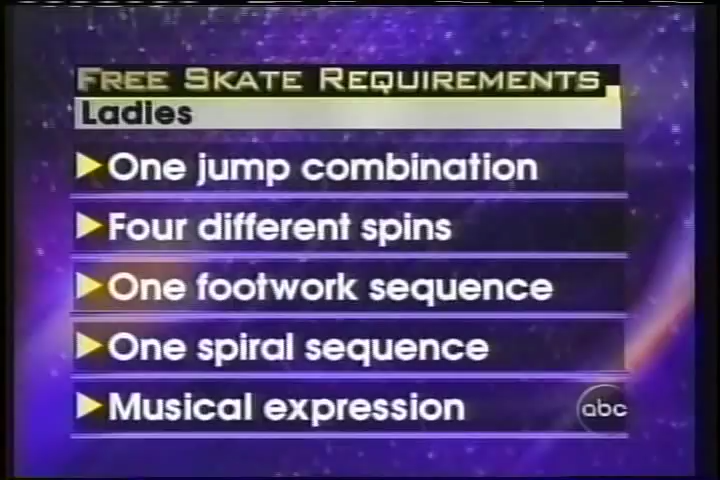 FREE SKATE REQUIREMENTS
Ladies
One jump combination
Four different spins
One footwork sequence
One spiral sequence
Musical expression
abc